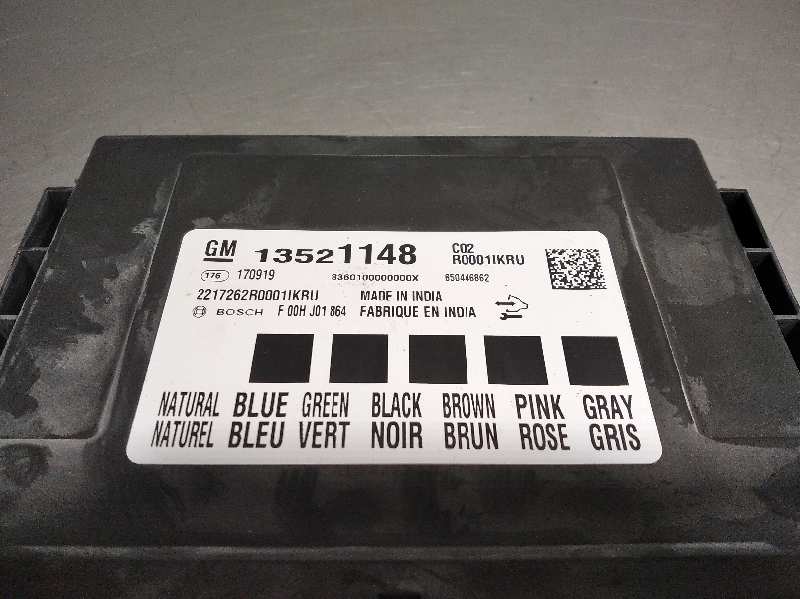 GM 13521148 C02
R0001IKRU
176 170919 3360100000000X 650446862
2217262R0001IKRU MADE IN INDIA
BOSCH F 00H J01 864 FABRIQUE EN INDIA
NATURAL BLUE GREEN BLACK BROWN PINK GRAY
NATUREL BLEU VERT NOIR BRUN ROSE GRIS